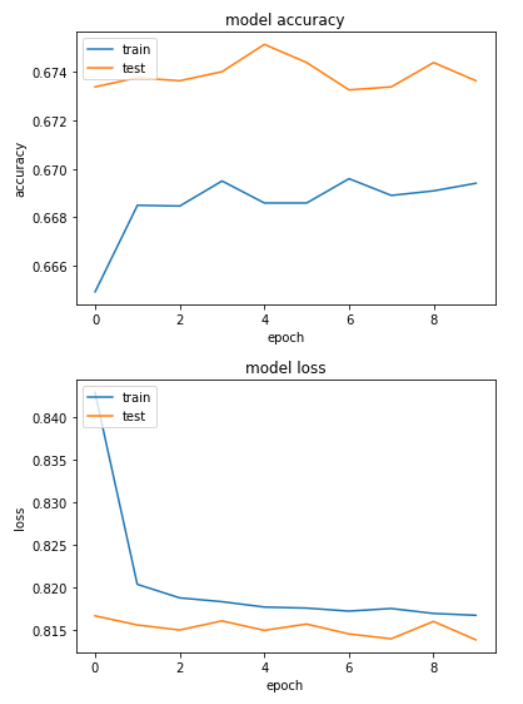 model accuracy
train
test
0.674
0.672
0.670
0.668
0.666
accuracy
0 2 4 6 8
epoch
model loss
train
test
0.840
0.835
0.830
0.825
0.820
0.815
loss
0 2 4 6 8
epoch